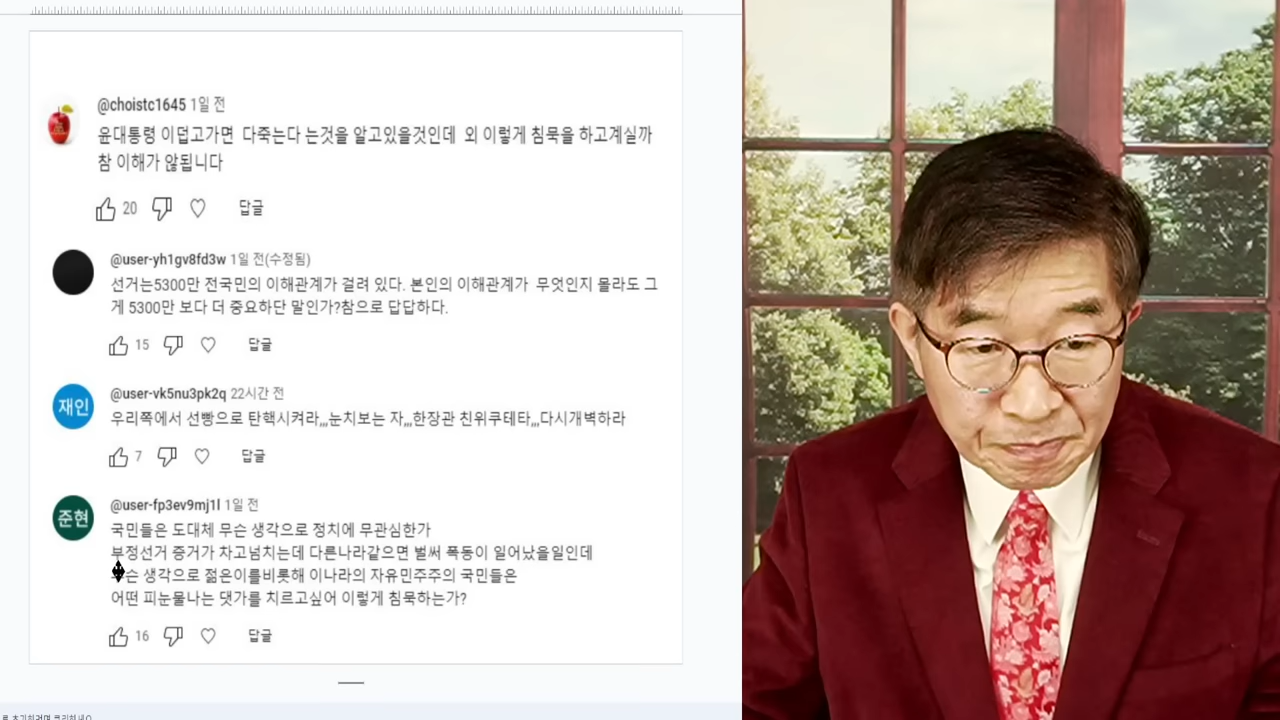 @choistc1645 1일 전
윤대통령 이덥고가면 다죽는다 는것을 알고있을것인데 외 이렇게 침묵을 하고계실까
참 이해가 않됩니다
20 답글
@user-yh1gv8fd3w 1일 전(수정됨)
선거는5300만 전국민의 이해관계가 걸려 있다. 본인의 이해관계가 무엇인지 몰라도 그
게 5300만 보다 더 중요하단 말인가?참으로 답답하다.
15 답글
재인
@user-vk5nu3pk2q 22시간 전
우리쪽에서 선빵으로 탄핵시켜라,,,눈치보는 자,,,한장관 친위쿠테타,,,다시개벽하라
7 답글
준현
@user-fp3ev9mj1l 1일 전
국민들은 도대체 무슨 생각으로 정치에 무관심한가
부정선거 증거가 차고넘치는데 다른나라같으면 벌써 폭동이 일어났을일인데
생각으로 젊은이를비롯해 이나라의 자유민주주의 국민들은
어떤 피눈물나는 댓가를 치르고싶어 이렇게 침묵하는가?
16 답글